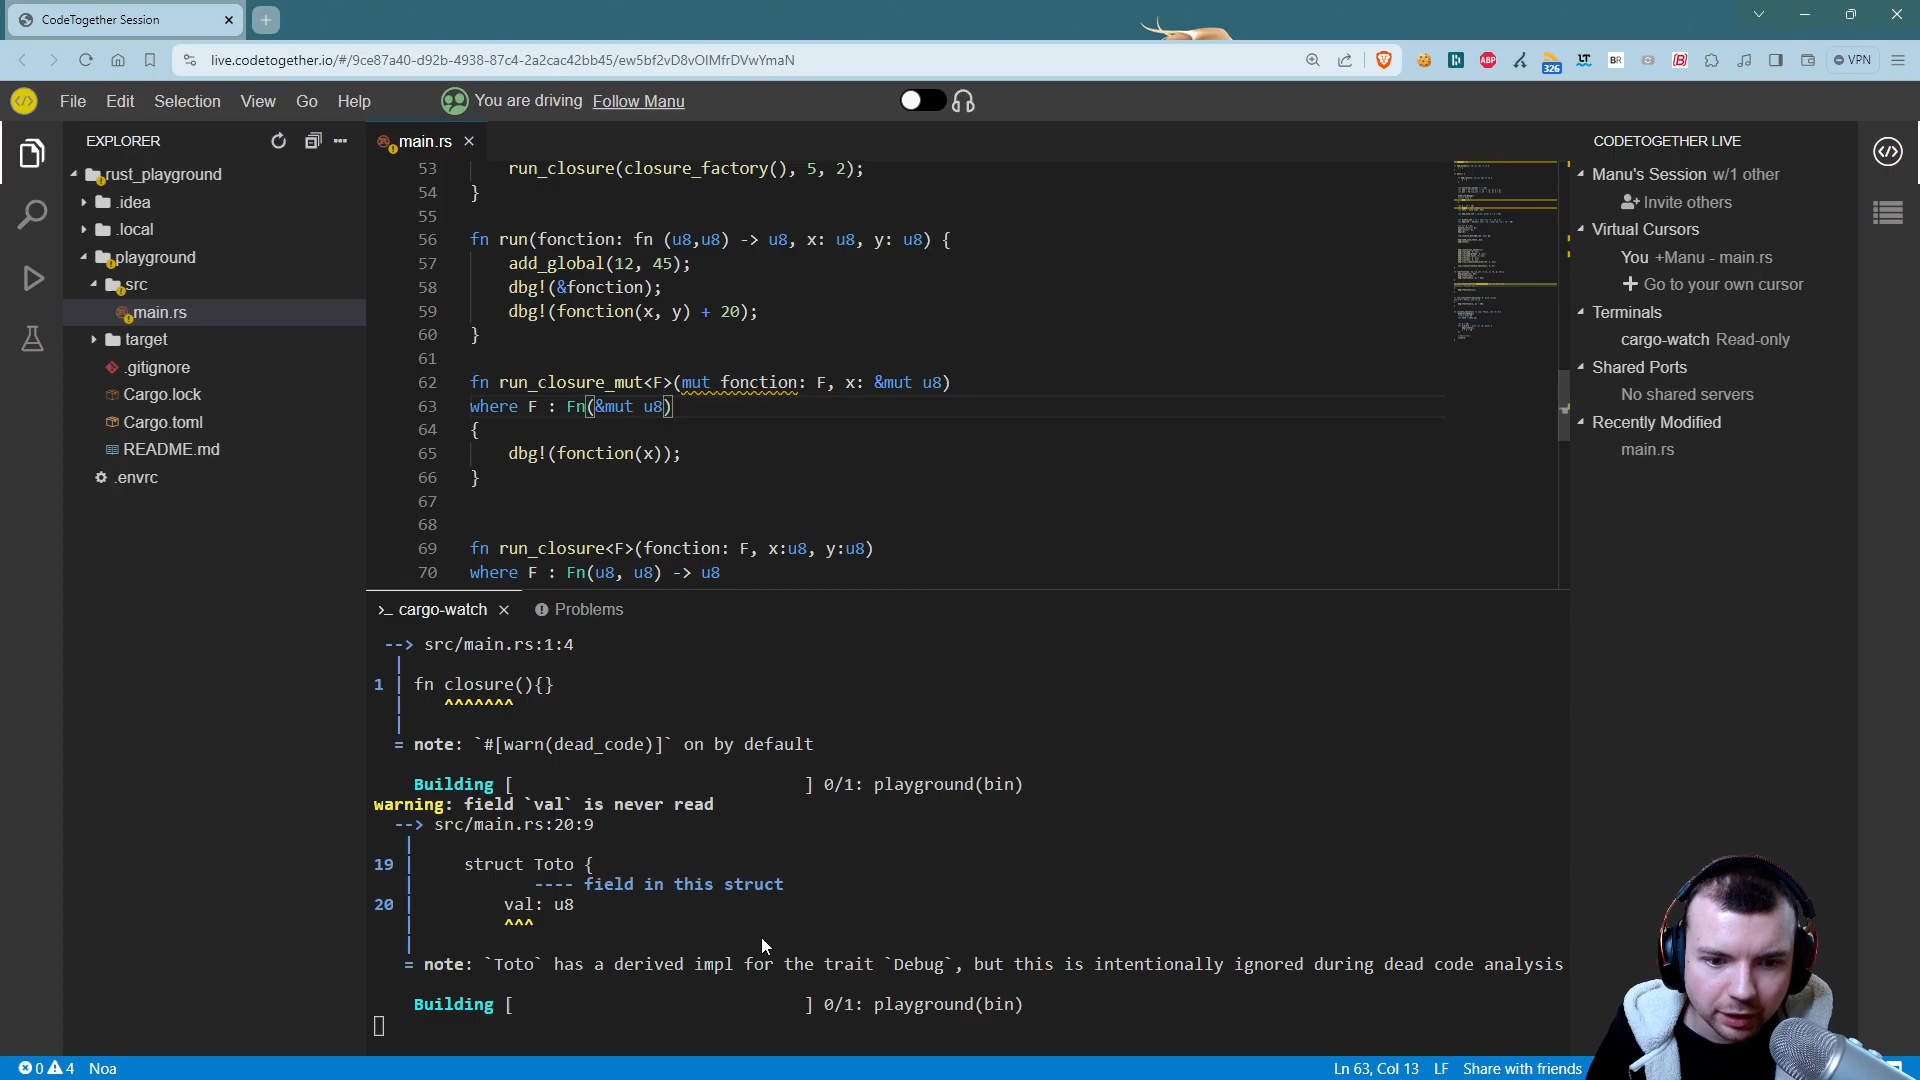 CodeTogether Session
live.codetogether.io/#/9ce87a40-d92b-4938-87c4-2a2cac42bb45/ew5bf2vD8vOIMfrDVwYmaN
ABP
326
LT
BR
VPN
File Edit Selection View Go Help
You are driving Follow Manu
EXPLORER
rust_playground
.idea
.local
playground
src
main.rs
target
.gitignore
Cargo.lock
Cargo.toml
README.md
.envrc
main.rs
53 run_closure(closure_factory(), 5, 2);
54 }
55
56 fn run(fonction: fn (u8,u8) -> u8, x: u8, y: u8) {
57 add_global(12, 45);
58 dbg!(&fonction);
59 dbg!(fonction(x, y) + 20);
60 }
61
62 fn run_closure_mut<F>(mut fonction: F, x: &mut u8)
63 where F : Fn(&mut u8)
64 {
65 dbg!(fonction(x));
66 }
67
68
69 fn run_closure<F>(fonction: F, x:u8, y:u8)
70 where F : Fn(u8, u8) -> u8
>_ cargo-watch Problems
--> src/main.rs:1:4
|
1 | fn closure(){}
| ^^^^^^^
|
= note: `#[warn(dead_code)]` on by default
Building [ ] 0/1: playground(bin)
warning: field `val` is never read
--> src/main.rs:20:9
|
19 | struct Toto {
| ---- field in this struct
20 | val: u8
| ^^^
|
= note: `Toto` has a derived impl for the trait `Debug`, but this is intentionally ignored during dead code analysis
Building [ ] 0/1: playground(bin)
CODETOGETHER LIVE
Manu's Session w/1 other
Invite others
Virtual Cursors
You +Manu - main.rs
Go to your own cursor
Terminals
cargo-watch Read-only
Shared Ports
No shared servers
Recently Modified
main.rs
0 4 Noa
Ln 63, Col 13 LF Share with friends